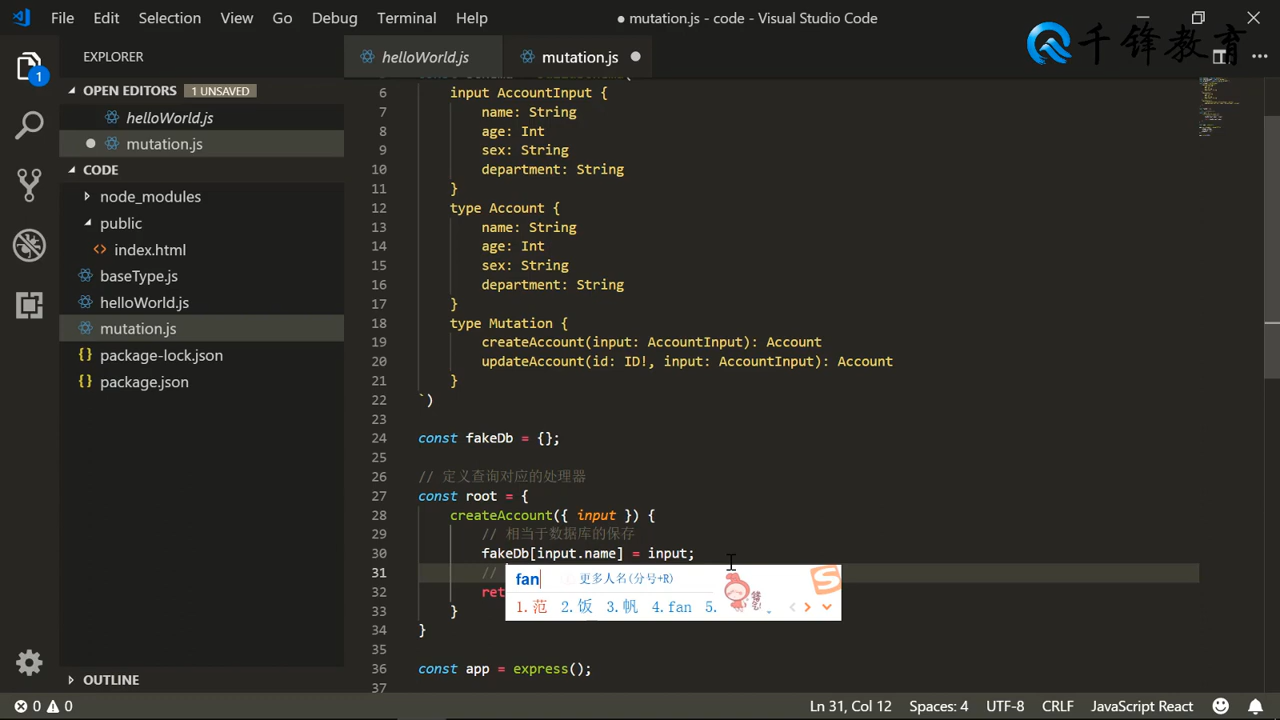 File Edit Selection View Go Debug Terminal Help
● mutation.js - code - Visual Studio Code
千锋教育
EXPLORER
OPEN EDITORS 1 UNSAVED
helloWorld.js
mutation.js
CODE
node_modules
public
index.html
baseType.js
helloWorld.js
mutation.js
package-lock.json
package.json
OUTLINE
1
helloWorld.js
mutation.js
6 input AccountInput {
7 name: String
8 age: Int
9 sex: String
10 department: String
11 }
12 type Account {
13 name: String
14 age: Int
15 sex: String
16 department: String
17 }
18 type Mutation {
19 createAccount(input: AccountInput): Account
20 updateAccount(id: ID!, input: AccountInput): Account
21 }
22 `)
23
24 const fakeDb = {};
25
26 // 定义查询对应的处理器
27 const root = {
28 createAccount({ input }) {
29 // 相当于数据库的保存
30 fakeDb[input.name] = input;
31 //
32 ret
33 }
34 }
35
36 const app = express();
37
fan 更多人名(分号+R)
1.范 2.饭 3.帆 4.fan 5.
0 0
Ln 31, Col 12 Spaces: 4 UTF-8 CRLF JavaScript React